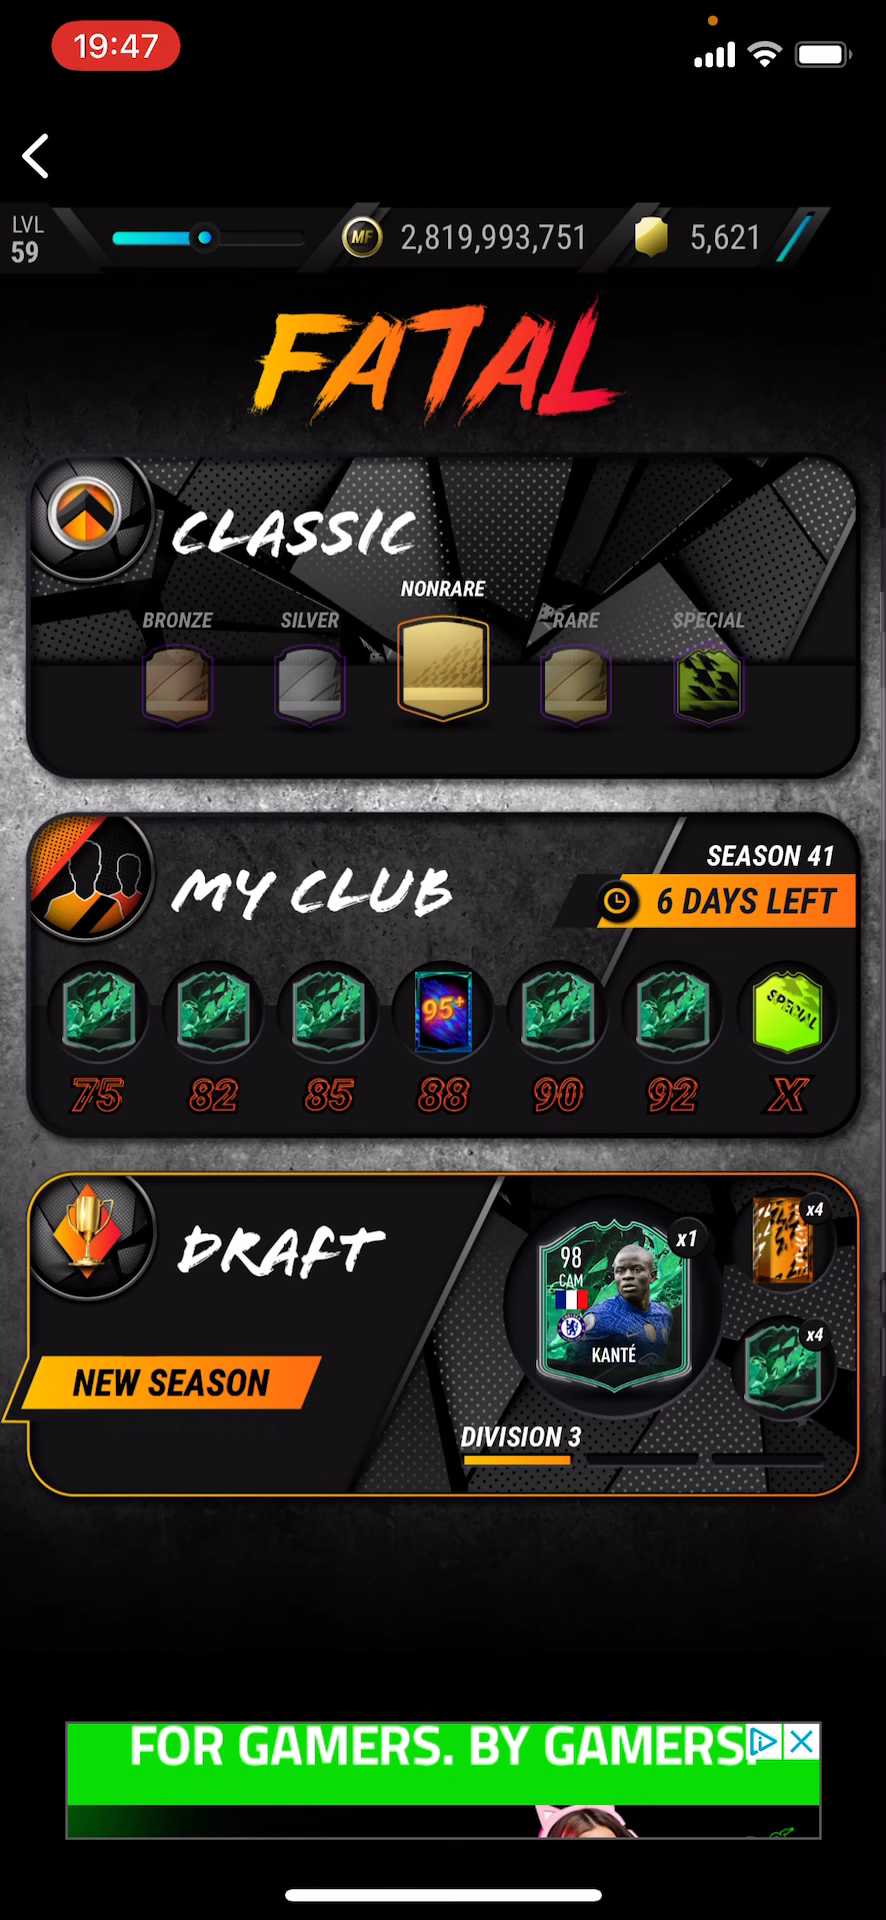 19:47
LVL
59
MF
2,819,993,751
5,621
FATAL
CLASSIC
NONRARE
BRONZE
SILVER
RARE
SPECIAL
MY CLUB
SEASON 41
6 DAYS LEFT
95+
SPECIAL
75
82
85
88
90
92
X
DRAFT
NEW SEASON
98
CAM
KANTÉ
x1
x4
x4
DIVISION 3
FOR GAMERS. BY GAMERS.